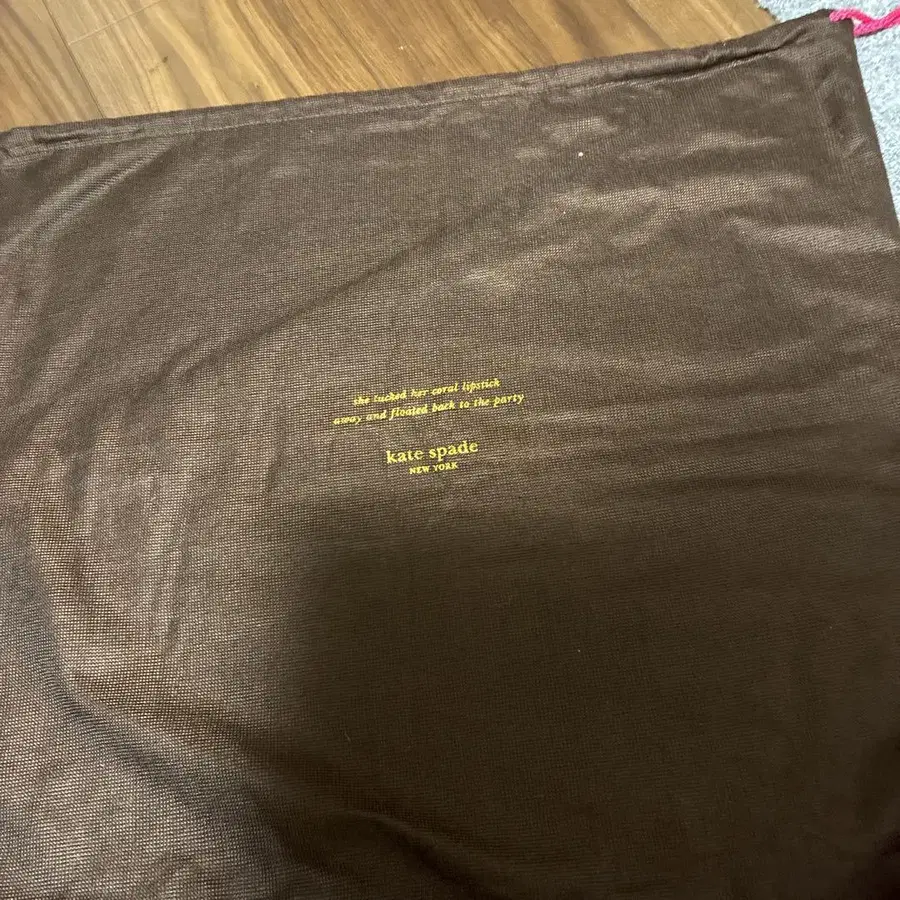 she tucked her coral lipstick
away and floated back to the party
kate spade
NEW YORK